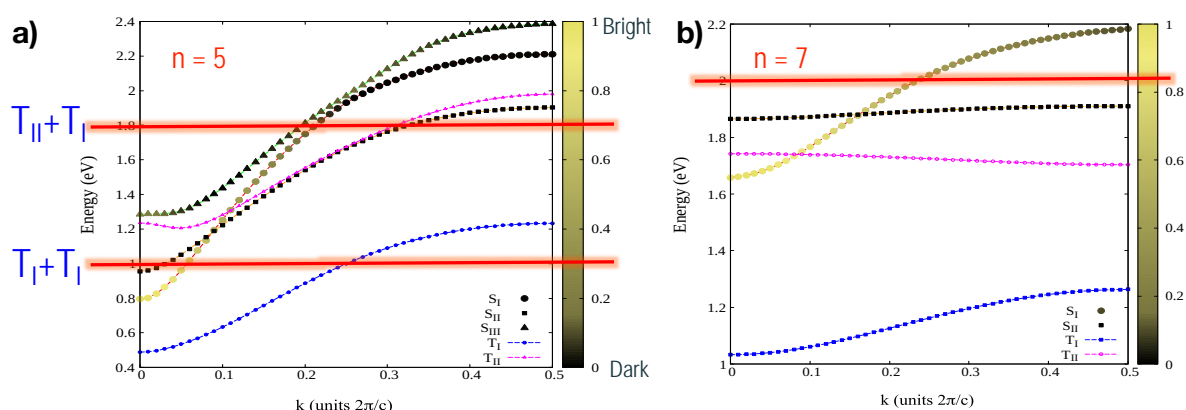 a)
n = 5
Bright
T_II+T_I
T_I+T_I
Energy (eV)
2.4
2.2
2
1.8
1.6
1.4
1.2
1
0.8
0.6
0.4
0
0.1
0.2
0.3
0.4
0.5
k (units 2π/c)
S_I
S_II
S_III
T_I
T_II
1
0.8
0.6
0.4
0.2
0
Dark
b)
n = 7
Energy (eV)
2.2
2
1.8
1.6
1.4
1.2
1
0
0.1
0.2
0.3
0.4
0.5
k (units 2π/c)
S_I
S_II
T_I
T_II
1
0.8
0.6
0.4
0.2
0